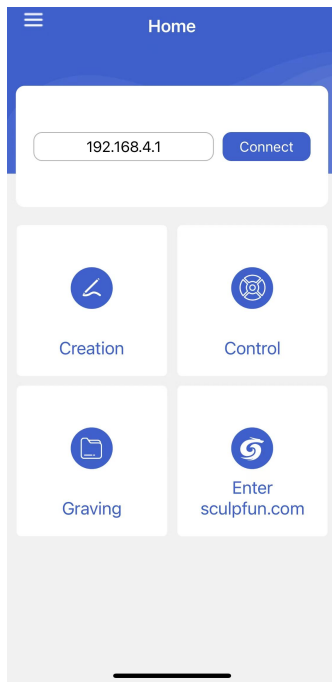 Home
192.168.4.1
Connect
Creation
Control
Graving
Enter
sculpfun.com